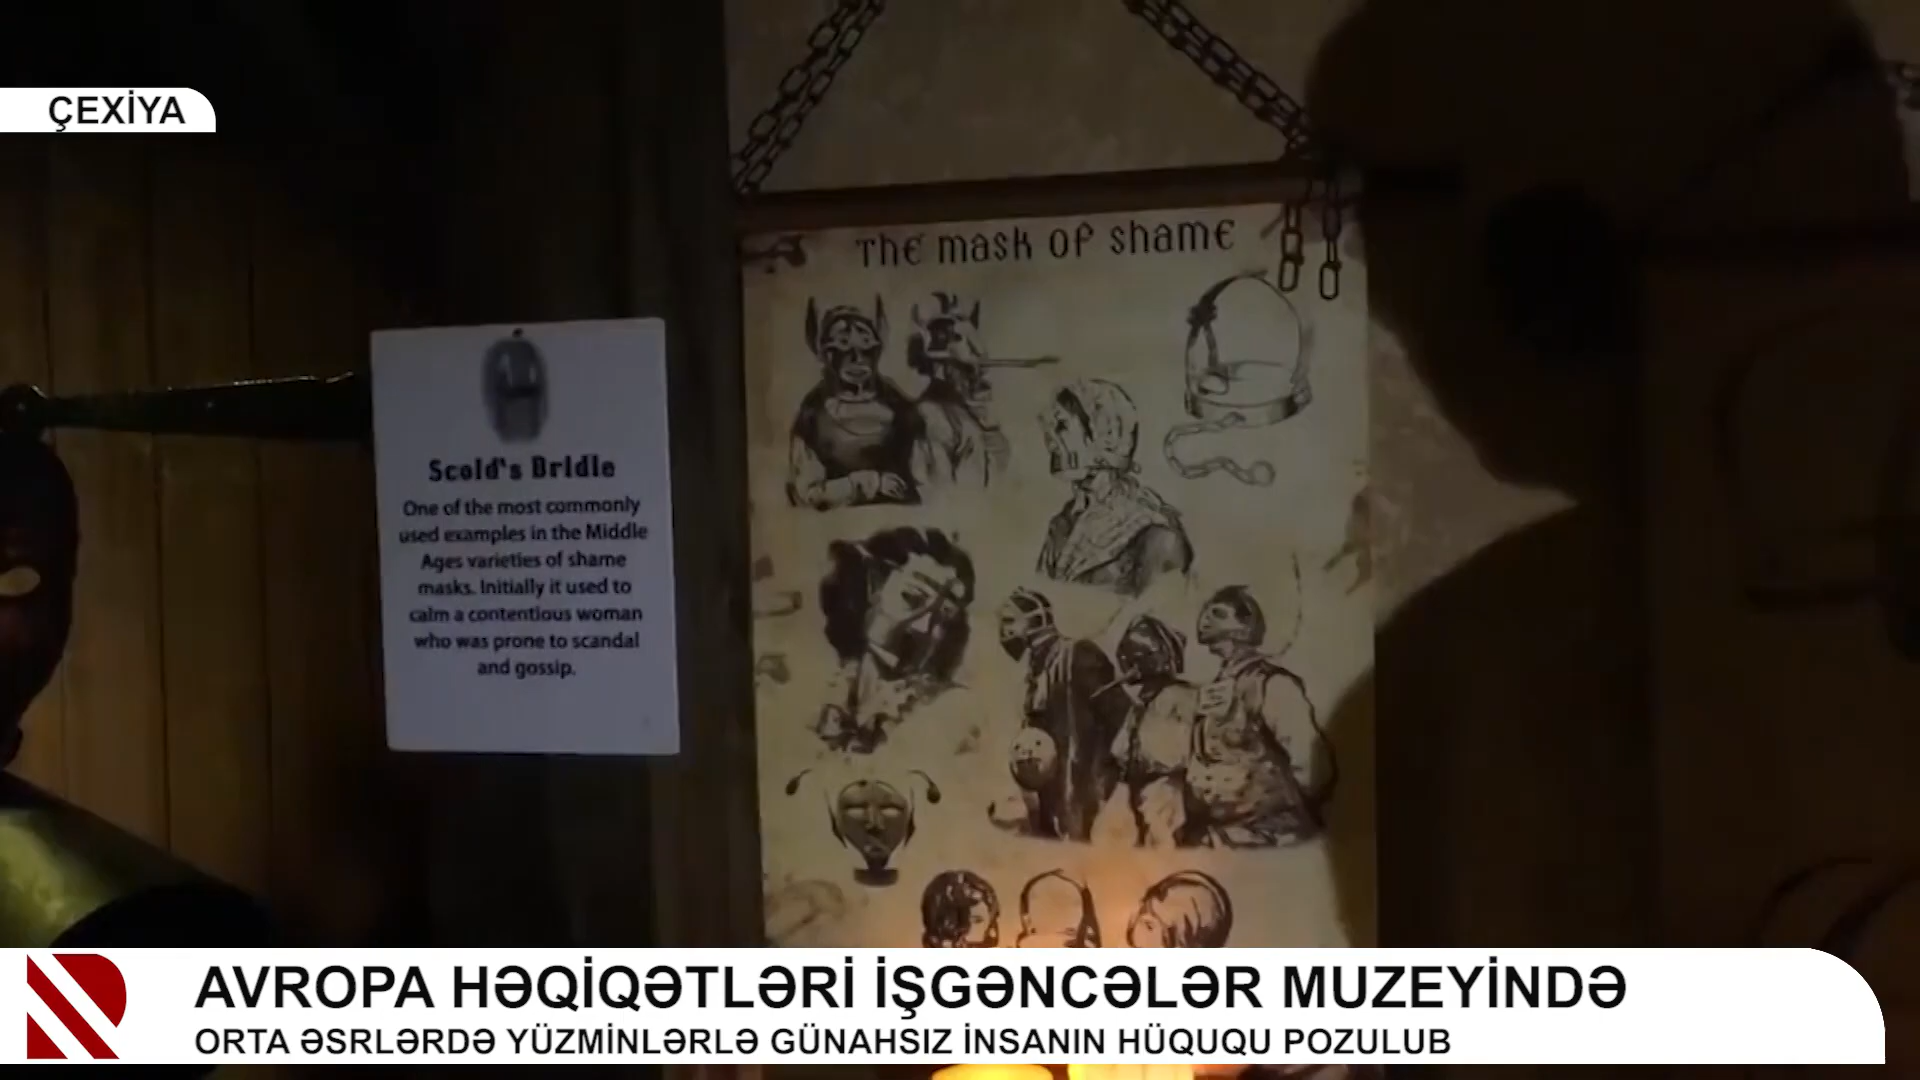 ÇEXİYA
The mask of shame
Scold's Bridle
One of the most commonly
used examples in the Middle
Ages varieties of shame
masks. Initially it used to
calm a contentious woman
who was prone to scandal
and gossip.
AVROPA HƏQİQƏTLƏRİ İŞGƏNCƏLƏR MUZEYİNDƏ
ORTA ƏSRLƏRDƏ YÜZMİNLƏRLƏ GÜNAHSIZ İNSANIN HÜQUQU POZULUB